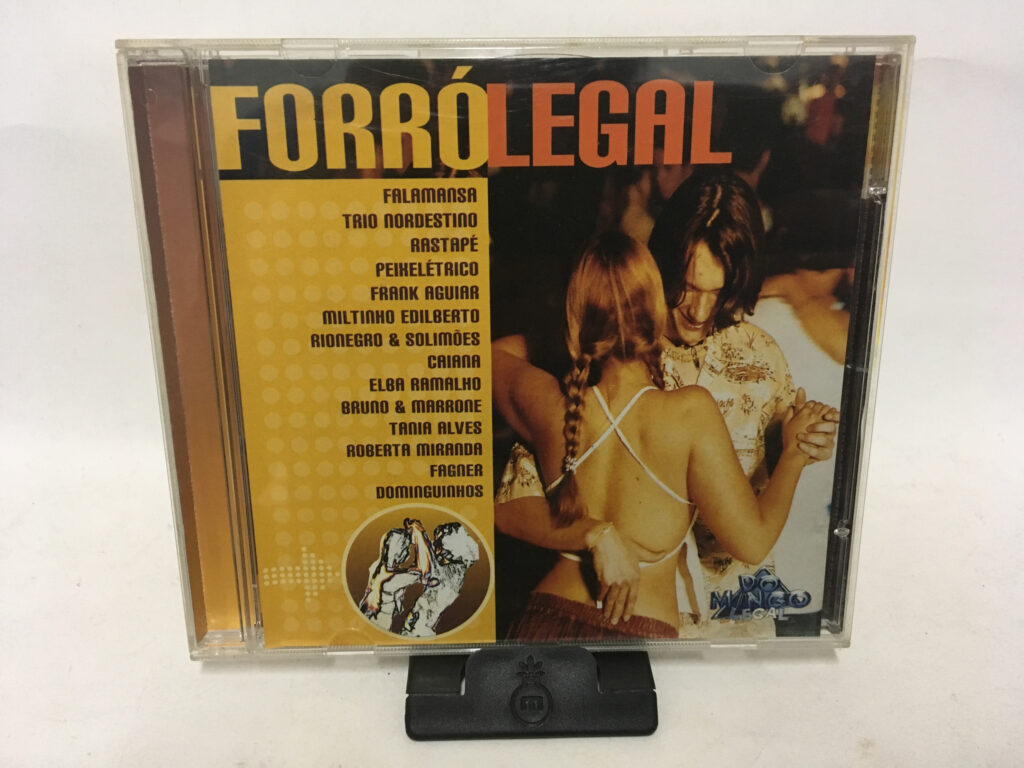 FORRÓLEGAL
FALAMANSA
TRIO NORDESTINO
RASTAPÉ
PEIXELÉTRICO
FRANK AGUIAR
MILTINHO EDILBERTO
RIONEGRO & SOLIMÕES
CAIANA
ELBA RAMALHO
BRUNO & MARRONE
TANIA ALVES
ROBERTA MIRANDA
FAGNER
DOMINGUINHOS
DO
MINGO
LEGAL